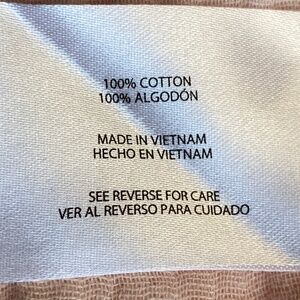 100% COTTON
100% ALGODÓN
MADE IN VIETNAM
HECHO EN VIETNAM
SEE REVERSE FOR CARE
VER AL REVERSO PARA CUIDADO